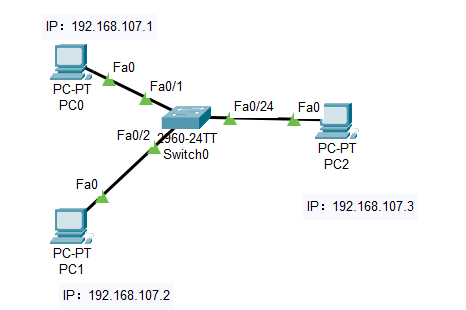 IP：192.168.107.1
Fa0
Fa0/1
PC-PT
PC0
Fa0/24
Fa0
Fa0/2
2960-24TT
Switch0
PC-PT
PC2
Fa0
IP：192.168.107.3
PC-PT
PC1
IP：192.168.107.2